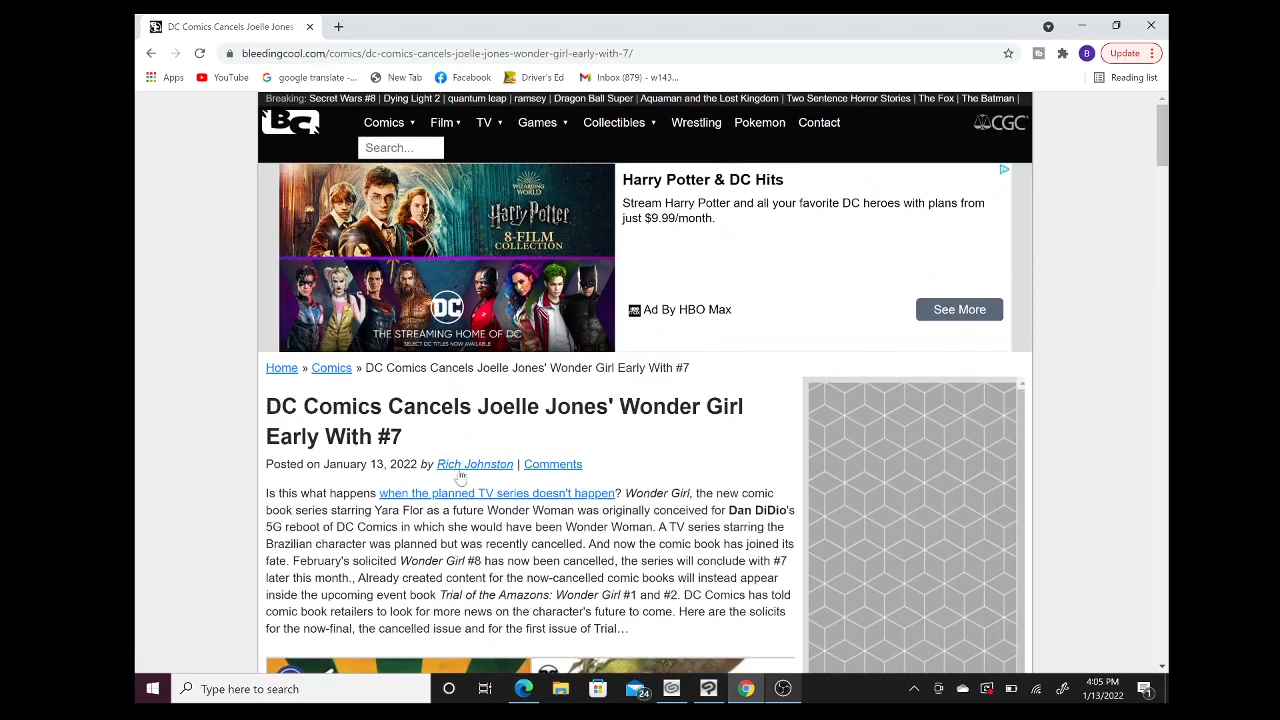 DC Comics Cancels Joelle Jones'
bleedingcool.com/comics/dc-comics-cancels-joelle-jones-wonder-girl-early-with-7/
B
Update
Apps YouTube google translate -... New Tab Facebook Driver's Ed Inbox (879) - w143... Reading list
Breaking: Secret Wars #8 | Dying Light 2 | quantum leap | ramsey | Dragon Ball Super | Aquaman and the Lost Kingdom | Two Sentence Horror Stories | The Fox | The Batman |
BC Comics Film TV Games Collectibles Wrestling Pokemon Contact CGC
Search...
WIZARDING
WORLD
Harry Potter
8-FILM
COLLECTION
DC
THE STREAMING HOME OF DC
SELECT DC TITLES NOW AVAILABLE
Harry Potter & DC Hits
Stream Harry Potter and all your favorite DC heroes with plans from
just $9.99/month.
Ad By HBO Max
See More
Home » Comics » DC Comics Cancels Joelle Jones' Wonder Girl Early With #7
DC Comics Cancels Joelle Jones' Wonder Girl
Early With #7
Posted on January 13, 2022 by Rich Johnston | Comments
Is this what happens when the planned TV series doesn't happen? Wonder Girl, the new comic
book series starring Yara Flor as a future Wonder Woman was originally conceived for Dan DiDio's
5G reboot of DC Comics in which she would have been Wonder Woman. A TV series starring the
Brazilian character was planned but was recently cancelled. And now the comic book has joined its
fate. February's solicited Wonder Girl #8 has now been cancelled, the series will conclude with #7
later this month., Already created content for the now-cancelled comic books will instead appear
inside the upcoming event book Trial of the Amazons: Wonder Girl #1 and #2. DC Comics has told
comic book retailers to look for more news on the character's future to come. Here are the solicits
for the now-final, the cancelled issue and for the first issue of Trial…
Type here to search
24
4:05 PM
1/13/2022
1